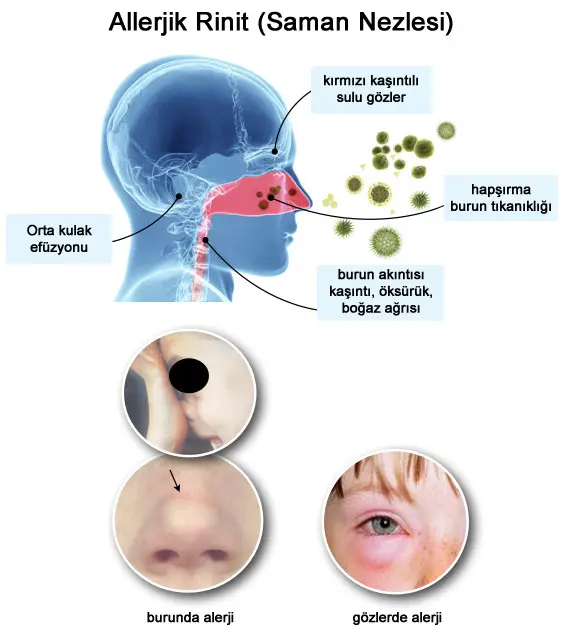 Allerjik Rinit (Saman Nezlesi)
kırmızı kaşıntılı
sulu gözler
hapşırma
burun tıkanıklığı
Orta kulak
efüzyonu
burun akıntısı
kaşıntı, öksürük,
boğaz ağrısı
burunda alerji
gözlerde alerji